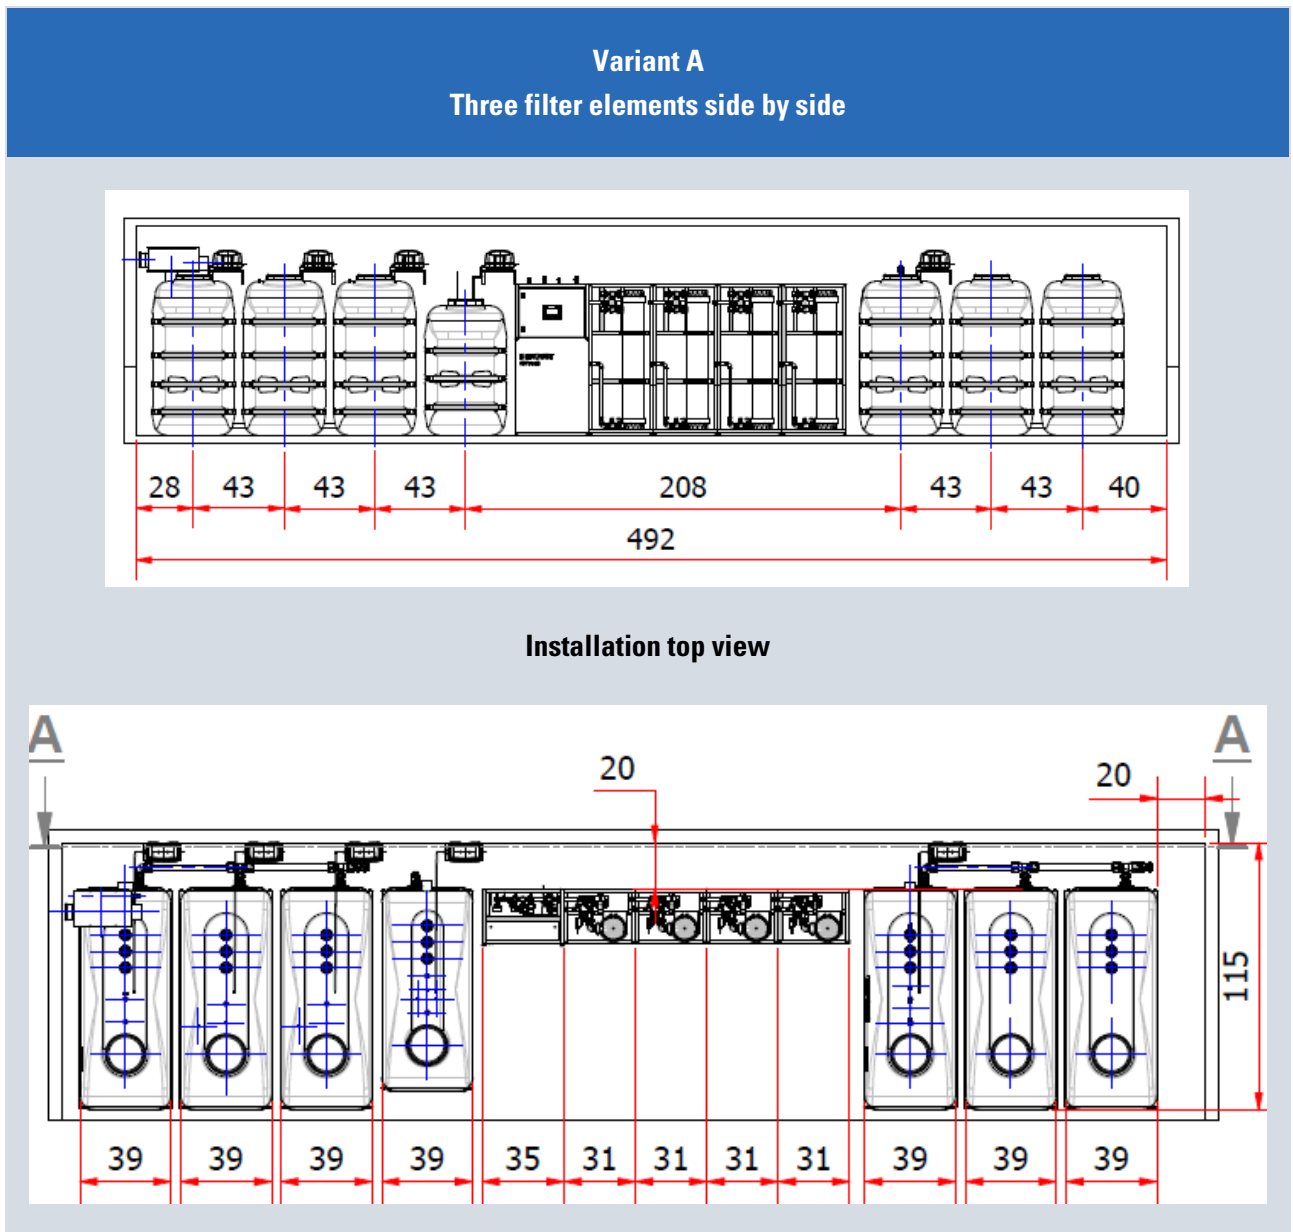 Variant A
Three filter elements side by side
28 43 43 43 208 43 43 40
492
Installation top view
A A
20 20
115
39 39 39 39 35 31 31 31 31 39 39 39